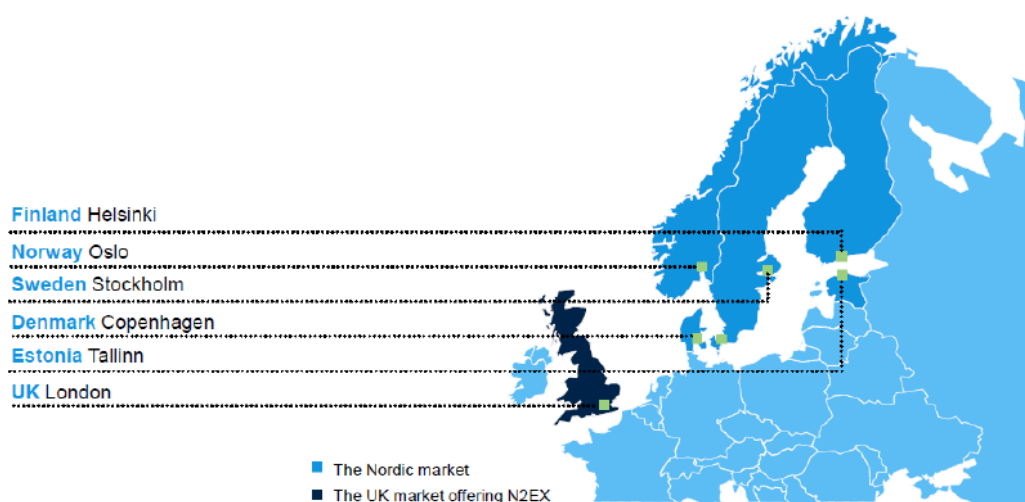 Finland Helsinki
Norway Oslo
Sweden Stockholm
Denmark Copenhagen
Estonia Tallinn
UK London
The Nordic market
The UK market offering N2EX